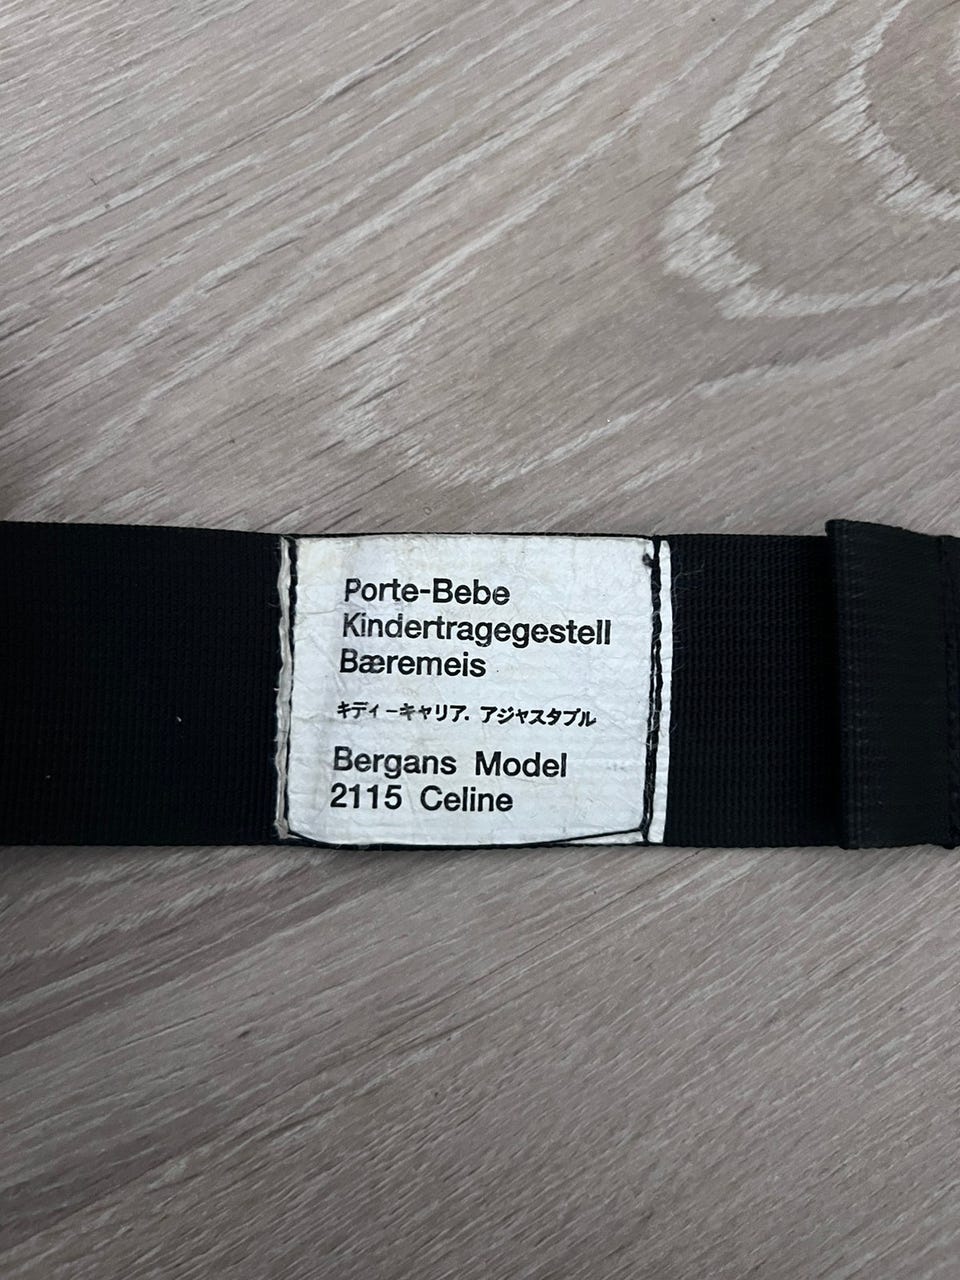 Porte-Bebe
Kindertragegestell
Bæremeis
キディーキャリア. アジャスタブル
Bergans Model
2115 Celine